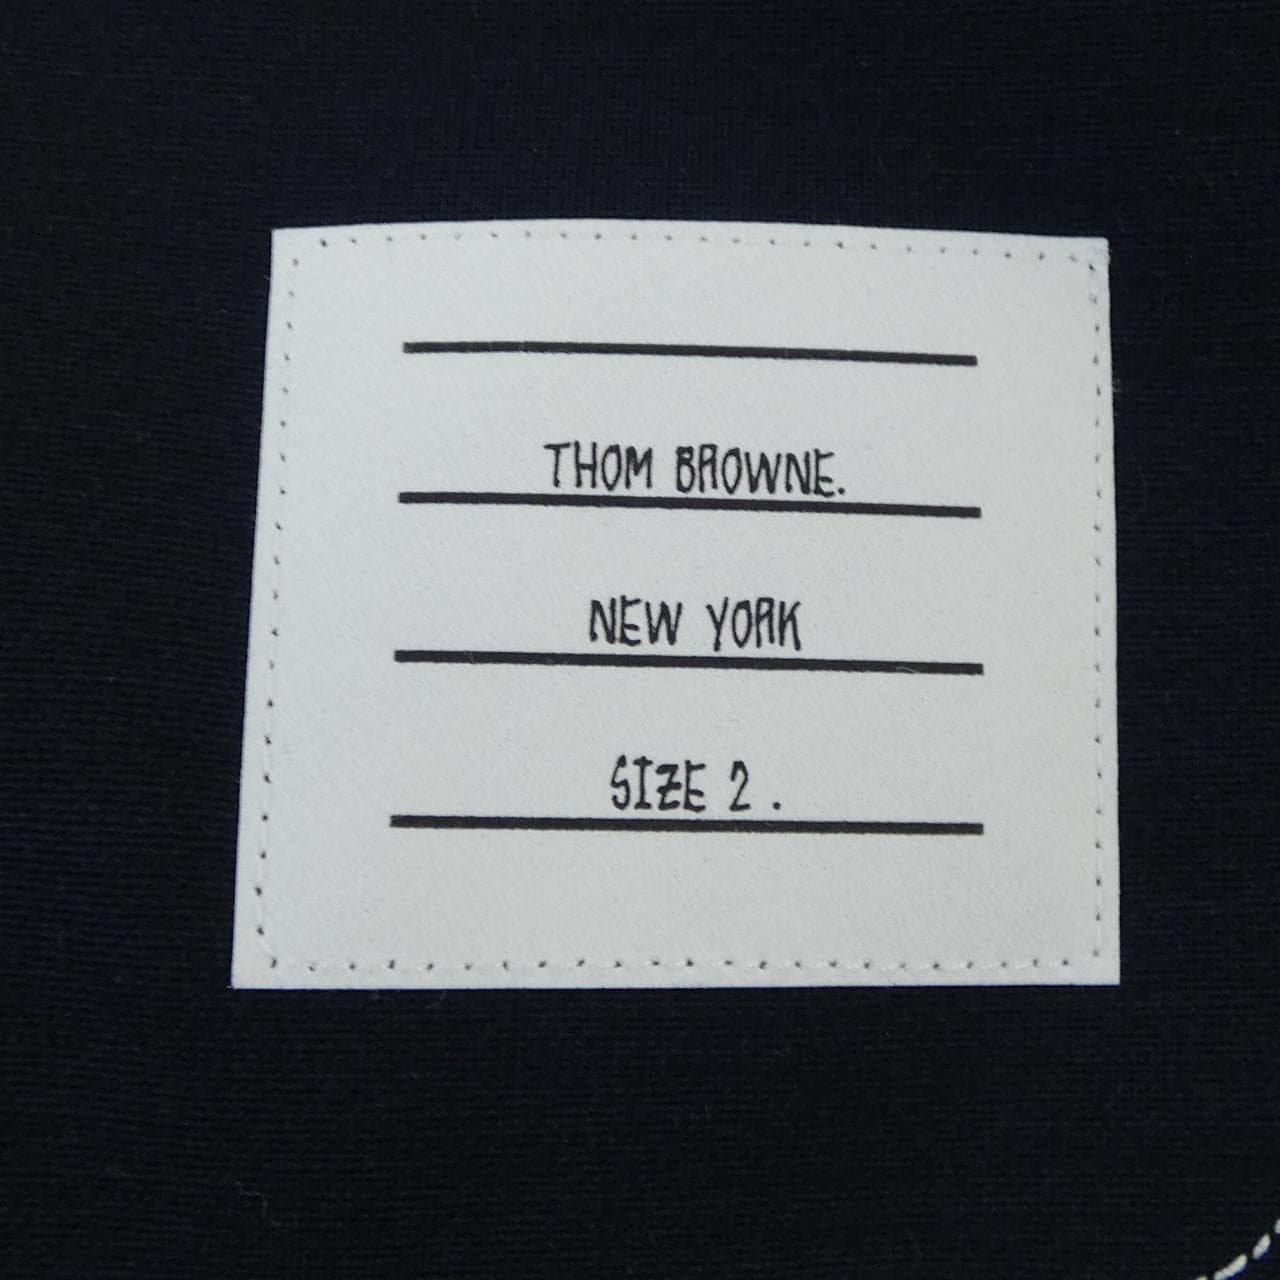 THOM BROWNE.
NEW YORK
SIZE 2 .